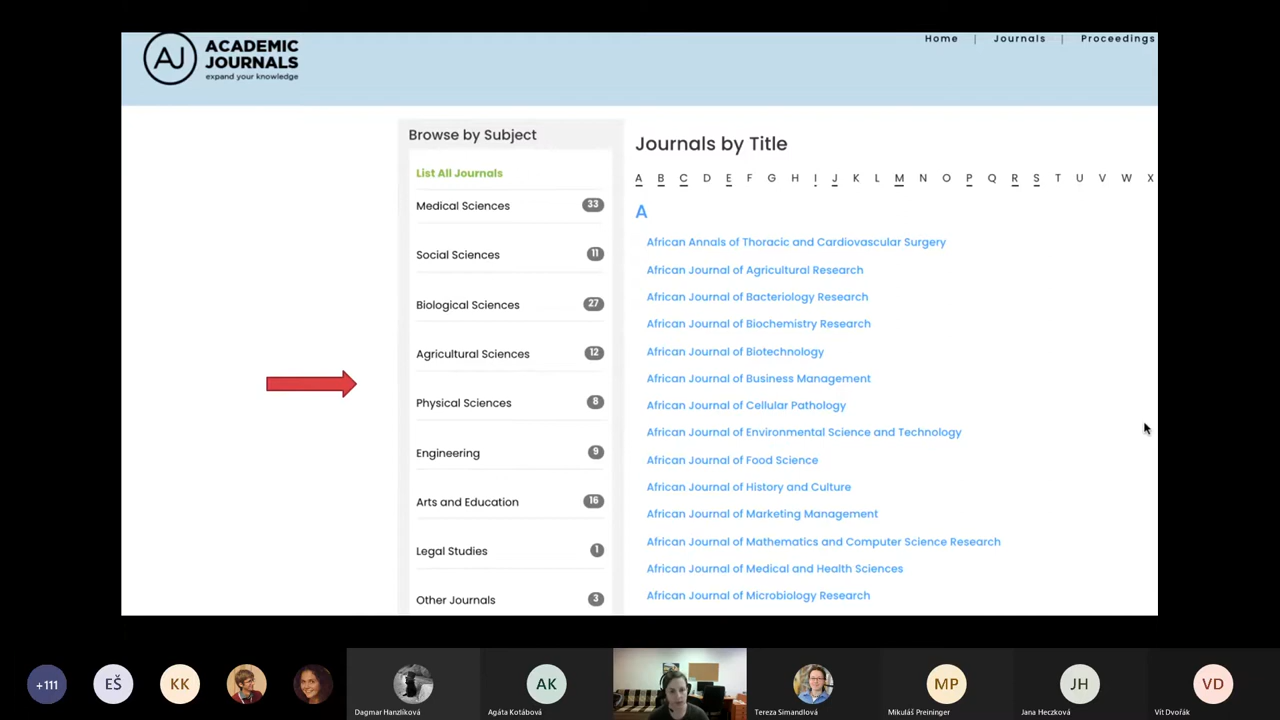 AJ
ACADEMIC
JOURNALS
expand your knowledge
Home | Journals | Proceedings
Browse by Subject
List All Journals
Medical Sciences 33
Social Sciences 11
Biological Sciences 27
Agricultural Sciences 12
Physical Sciences 8
Engineering 9
Arts and Education 16
Legal Studies 1
Other Journals 3
Journals by Title
A B C D E F G H I J K L M N O P Q R S T U V W X
A
African Annals of Thoracic and Cardiovascular Surgery
African Journal of Agricultural Research
African Journal of Bacteriology Research
African Journal of Biochemistry Research
African Journal of Biotechnology
African Journal of Business Management
African Journal of Cellular Pathology
African Journal of Environmental Science and Technology
African Journal of Food Science
African Journal of History and Culture
African Journal of Marketing Management
African Journal of Mathematics and Computer Science Research
African Journal of Medical and Health Sciences
African Journal of Microbiology Research
+111 EŠ KK AK MP JH VD
Dagmar Hanzlíková Agáta Kotábová Tereza Simandlová Mikuláš Preininger Jana Heczková Vít Dvořák